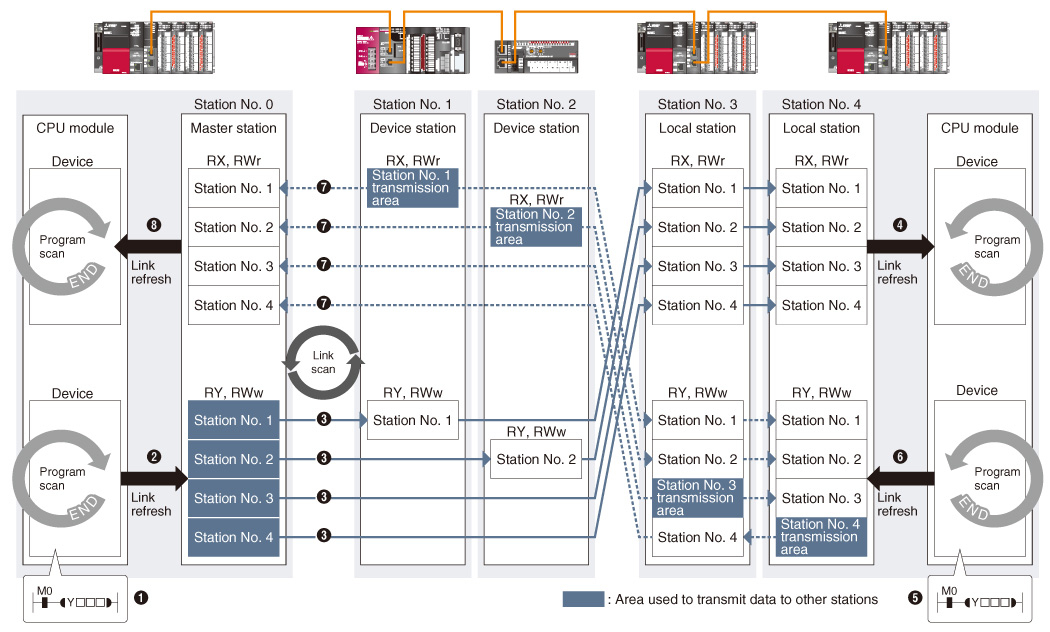 Station No. 0
Station No. 1
Station No. 2
Station No. 3
Station No. 4
CPU module
Master station
Device station
Device station
Local station
Local station
CPU module
Device
RX, RWr
RX, RWr
RX, RWr
RX, RWr
RX, RWr
Device
Program
scan
END
8
Link
refresh
Station No. 1
Station No. 2
Station No. 3
Station No. 4
7
7
7
7
Station No. 1
transmission
area
Station No. 2
transmission
area
Station No. 1
Station No. 2
Station No. 3
Station No. 4
Station No. 1
Station No. 2
Station No. 3
Station No. 4
4
Link
refresh
Program
scan
END
Link
scan
Device
RY, RWw
RY, RWw
RY, RWw
RY, RWw
RY, RWw
Device
Program
scan
END
2
Link
refresh
Station No. 1
Station No. 2
Station No. 3
Station No. 4
3
3
3
3
Station No. 1
Station No. 2
Station No. 1
Station No. 2
Station No. 3
transmission
area
Station No. 4
Station No. 1
Station No. 2
Station No. 3
Station No. 4
transmission
area
6
Link
refresh
Program
scan
END
M0
Y□□□
1
: Area used to transmit data to other stations
5
M0
Y□□□